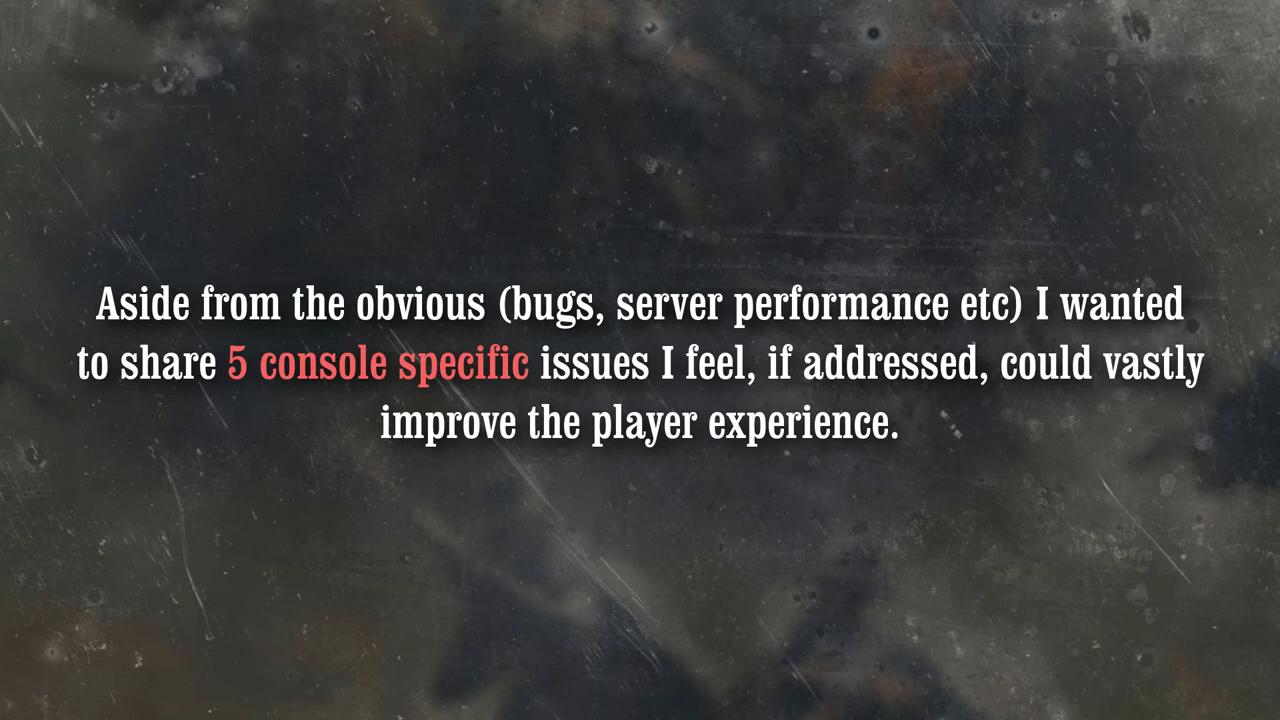 Aside from the obvious (bugs, server performance etc) I wanted
to share 5 console specific issues I feel, if addressed, could vastly
improve the player experience.